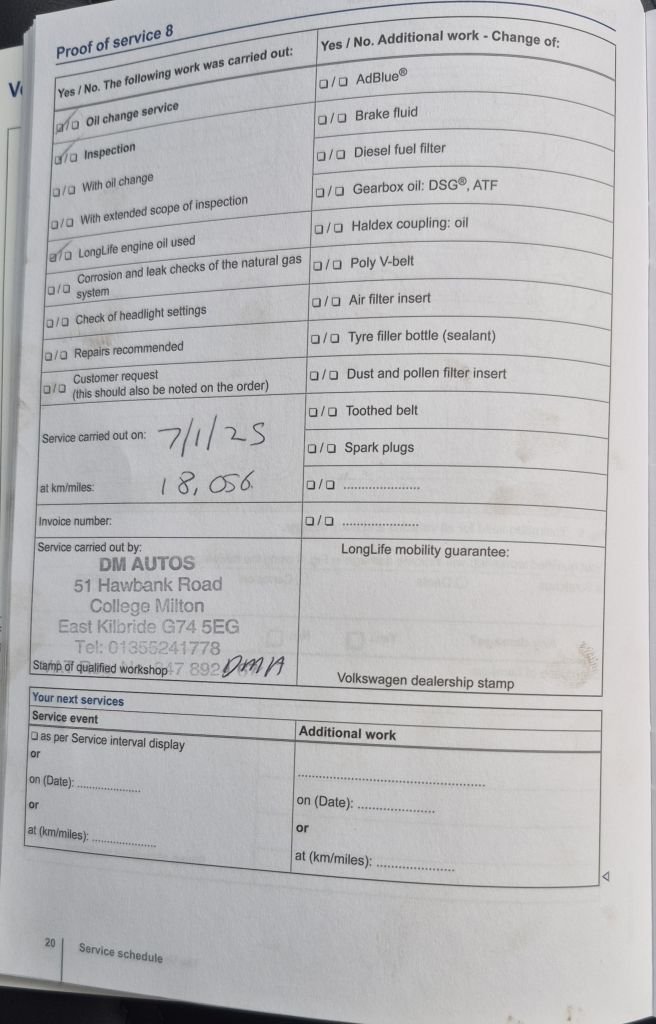 Proof of service 8
Yes / No. The following work was carried out:
☑/☐ Oil change service
☑/☐ Inspection
☐/☐ With oil change
☐/☐ With extended scope of inspection
☑/☐ LongLife engine oil used
☐/☐ Corrosion and leak checks of the natural gas
system
☐/☐ Check of headlight settings
☐/☐ Repairs recommended
☐/☐ Customer request
(this should also be noted on the order)
Service carried out on: 7/1/25
at km/miles: 18,056
Invoice number:
Service carried out by:
DM AUTOS
51 Hawbank Road
College Milton
East Kilbride G74 5EG
Tel: 01355241778
Stamp of qualified workshop 47 892 DMA
Yes / No. Additional work - Change of:
☐/☐ AdBlue®
☐/☐ Brake fluid
☐/☐ Diesel fuel filter
☐/☐ Gearbox oil: DSG®, ATF
☐/☐ Haldex coupling: oil
☐/☐ Poly V-belt
☐/☐ Air filter insert
☐/☐ Tyre filler bottle (sealant)
☐/☐ Dust and pollen filter insert
☐/☐ Toothed belt
☐/☐ Spark plugs
☐/☐ ....................
☐/☐ ....................
LongLife mobility guarantee:
Volkswagen dealership stamp
Your next services
Service event
☐ as per Service interval display
or
on (Date): .................
or
at (km/miles): .................
Additional work
..................................................
on (Date): ....................
or
at (km/miles): ....................
20 Service schedule